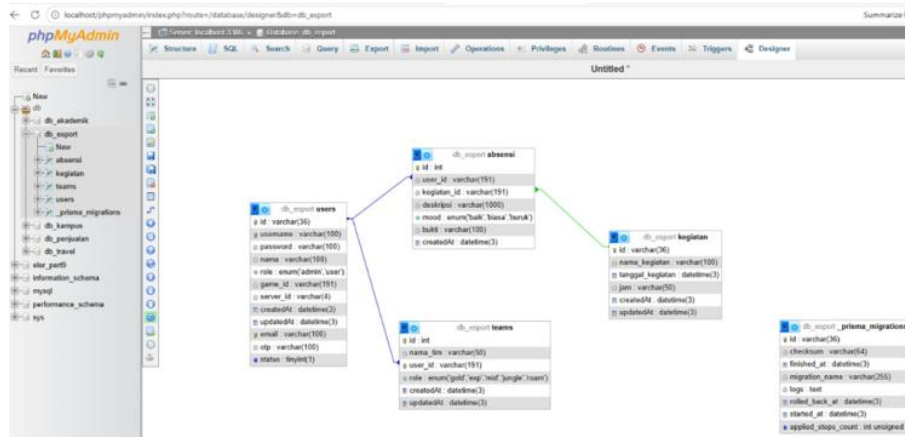 localhost/phpmyadmin/index.php?route=/database/designer&db=db_esport
Summarize
phpMyAdmin
Server: localhost:3306 » Database: db_esport
Structure SQL Search Query Export Import Operations Privileges Routines Events Triggers Designer
Recent Favorites
Untitled *
New
db
db_akademik
db_esport
New
absensi
kegiatan
teams
users
_prisma_migrations
db_kampus
db_penjualan
db_travel
information_schema
mysql
performance_schema
sys
db_esport absensi
id : int
user_id : varchar(191)
kegiatan_id : varchar(191)
deskripsi : varchar(1000)
mood : enum('baik','biasa','buruk')
bukti : varchar(100)
createdAt : datetime(3)
db_esport users
id : varchar(36)
username : varchar(100)
password : varchar(100)
nama : varchar(100)
role : enum('admin','user')
game_id : varchar(191)
server_id : varchar(4)
createdAt : datetime(3)
updatedAt : datetime(3)
email : varchar(100)
otp : varchar(100)
status : tinyint(1)
db_esport kegiatan
id : varchar(36)
nama_kegiatan : varchar(100)
tanggal_kegiatan : datetime(3)
jam : varchar(50)
createdAt : datetime(3)
updatedAt : datetime(3)
db_esport teams
id : int
nama_tim : varchar(50)
user_id : varchar(191)
role : enum('gold','exp','mid','jungle','roam')
createdAt : datetime(3)
updatedAt : datetime(3)
db_esport _prisma_migrations
id : varchar(36)
checksum : varchar(64)
finished_at : datetime(3)
migration_name : varchar(255)
logs : text
rolled_back_at : datetime(3)
started_at : datetime(3)
applied_steps_count : int unsigned